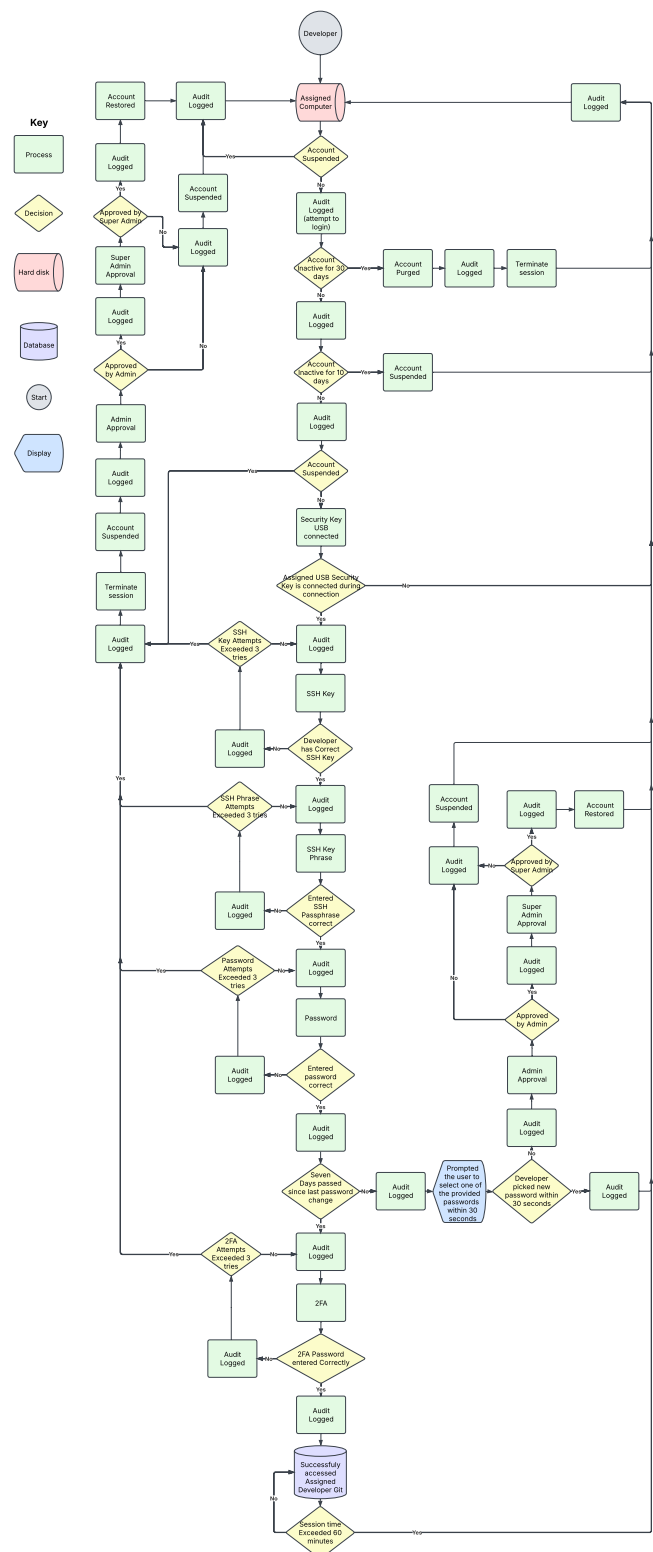 Developer
Account
Restored
Audit
Logged
Assigned
Computer
Audit
Logged
Key
Process
Audit
Logged
Yes
Account
Suspended
Yes
No
Account
Suspended
Audit
Logged
(attempt to
login)
Decision
Approved by
Super Admin
No
Audit
Logged
Super
Admin
Approval
Account
Inactive for 30
days
Yes
Account
Purged
Audit
Logged
Terminate
session
Hard disk
No
Audit
Logged
Audit
Logged
Yes
No
Database
Approved
by Admin
No
Account
Inactive for 10
days
Yes
Account
Suspended
Start
No
Admin
Approval
Audit
Logged
Display
Audit
Logged
Yes
Account
Suspended
No
Account
Suspended
Security Key
USB
connected
Terminate
session
Assigned USB Security
Key is connected during
connection
No
Yes
Audit
Logged
Yes
SSH
Key Attempts
Exceeded 3
tries
No
Audit
Logged
SSH Key
Audit
Logged
No
Developer
has Correct
SSH Key
Yes
Yes
SSH Phrase
Attempts
Exceeded 3 tries
No
Audit
Logged
Account
Suspended
Audit
Logged
Account
Restored
Yes
SSH Key
Phrase
Audit
Logged
No
Approved by
Super Admin
Audit
Logged
No
Entered
SSH
Passphrase
correct
Super
Admin
Approval
Yes
Yes
Password
Attempts
Exceeded 3
tries
No
Audit
Logged
Audit
Logged
No
Yes
Password
Approved
by Admin
Audit
Logged
No
Entered
password
correct
Admin
Approval
Yes
Audit
Logged
Audit
Logged
No
Seven
Days passed
since last password
change
No
Audit
Logged
Prompted
the user to
select one of
the provided
passwords
within 30
seconds
Developer
picked new
password within
30 seconds
Yes
Audit
Logged
Yes
Yes
2FA
Attempts
Exceeded 3
tries
No
Audit
Logged
2FA
Audit
Logged
No
2FA Password
entered Correctly
Yes
Audit
Logged
Successfuly
accessed
Assigned
Developer Git
No
Session time
Exceeded 60
minutes
Yes